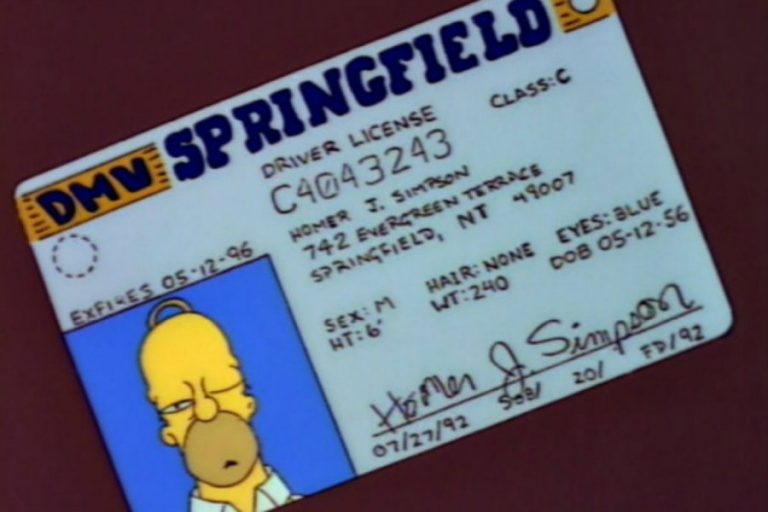 DMV SPRINGFIELD
DRIVER LICENSE CLASS:C
C4043243
HOMER J. SIMPSON
742 EVERGREEN TERRACE
SPRINGFIELD, NT 49007
EXPIRES 05-12-96
SEX: M HAIR: NONE EYES: BLUE
HT: 6' WT: 240 DOB 05-12-56
Homer J. Simpson
07/27/92 SOB/ 20/ FD/92